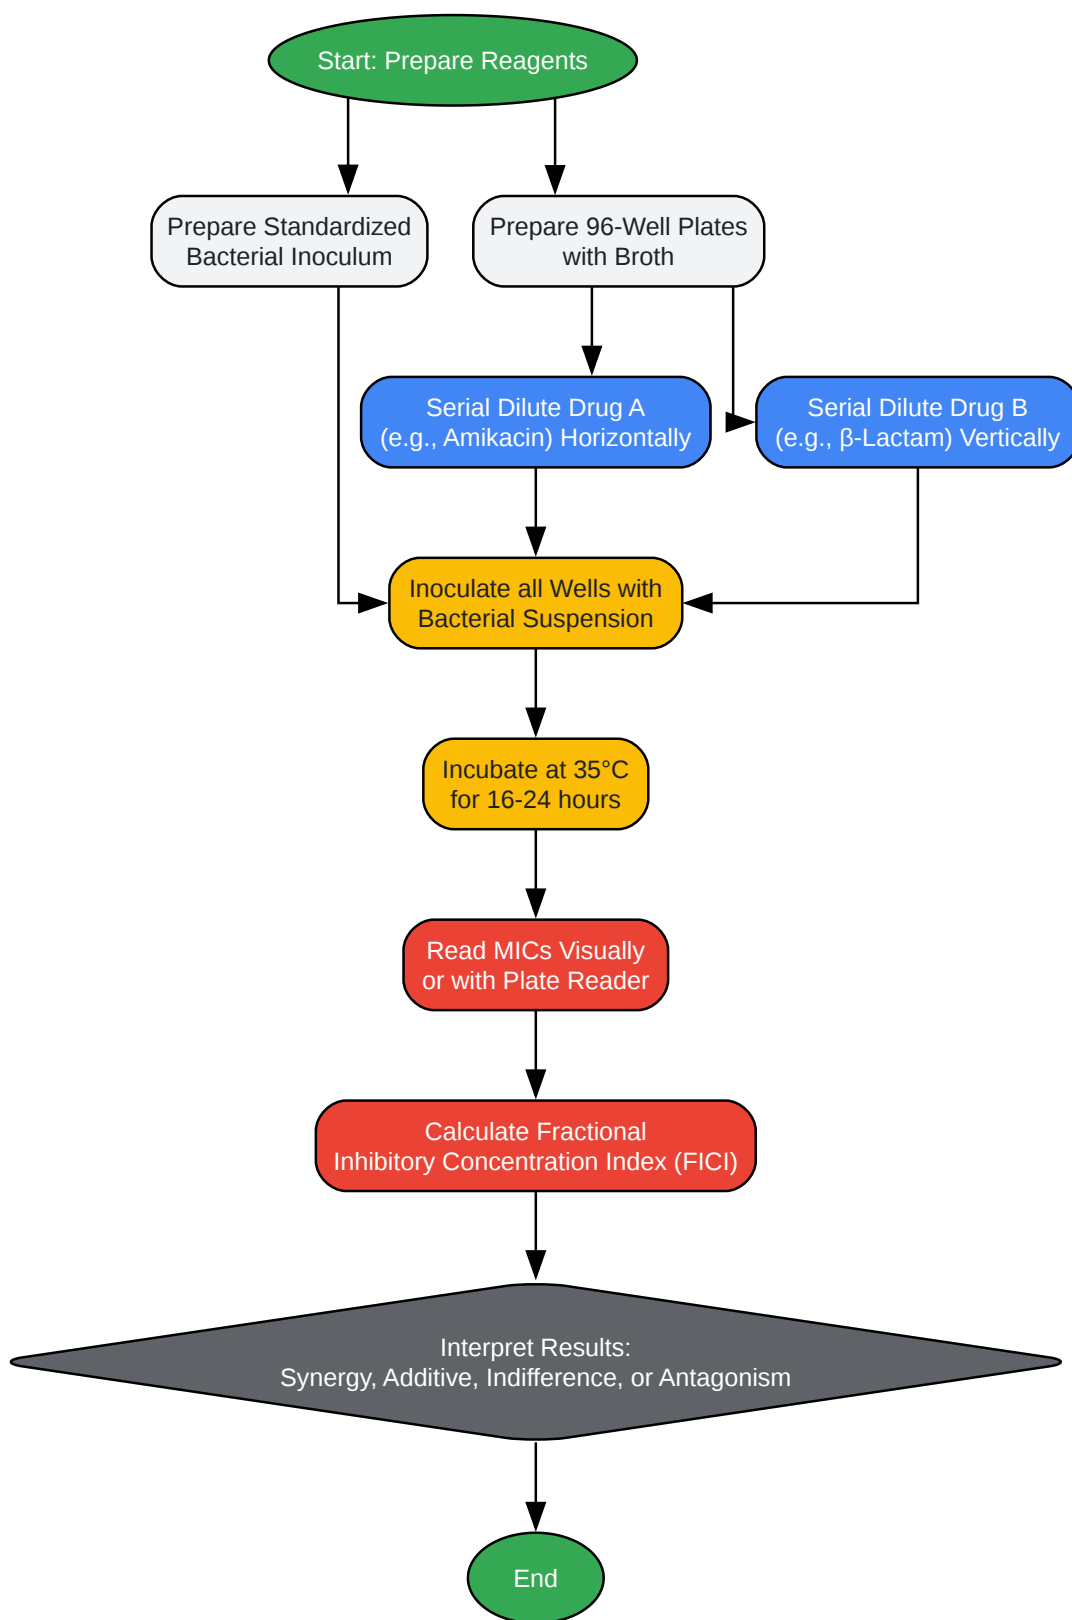 Start: Prepare Reagents
Prepare Standardized
Bacterial Inoculum
Prepare 96-Well Plates
with Broth
Serial Dilute Drug A
(e.g., Amikacin) Horizontally
Serial Dilute Drug B
(e.g., β-Lactam) Vertically
Inoculate all Wells with
Bacterial Suspension
Incubate at 35°C
for 16-24 hours
Read MICs Visually
or with Plate Reader
Calculate Fractional
Inhibitory Concentration Index (FICI)
Interpret Results:
Synergy, Additive, Indifference, or Antagonism
End